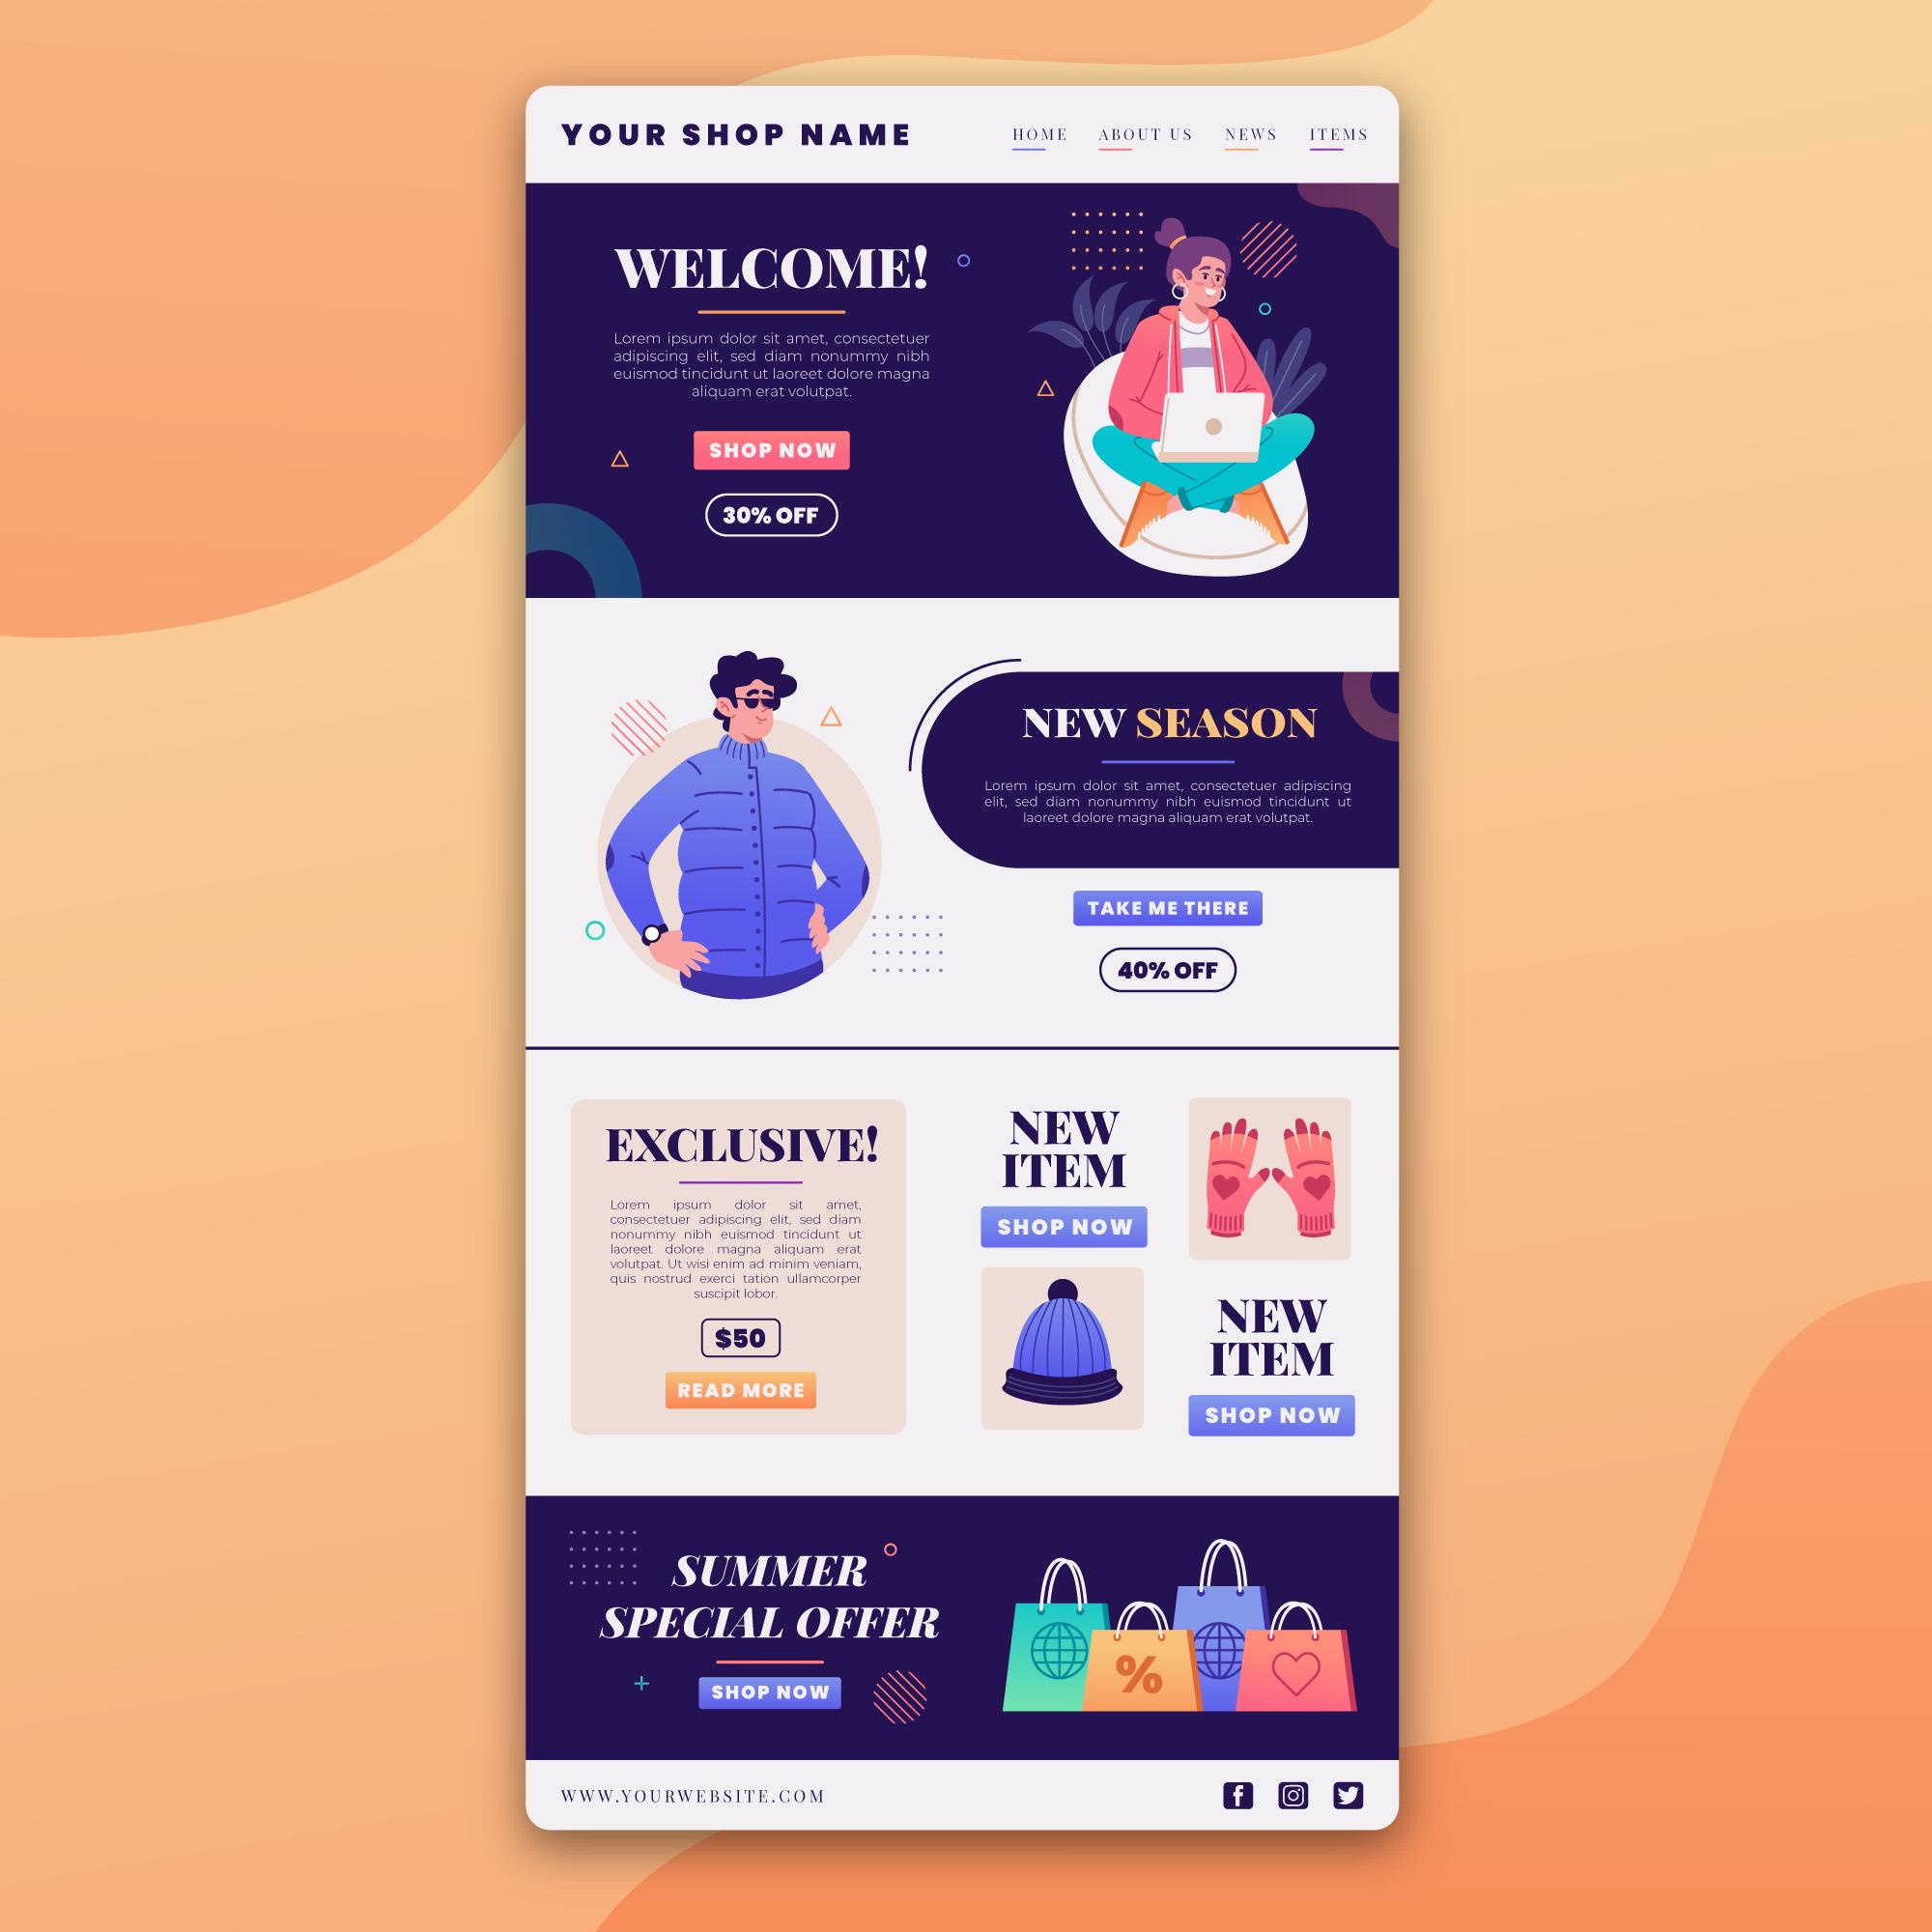 YOUR SHOP NAME
HOME ABOUT US NEWS ITEMS
WELCOME!
Lorem ipsum dolor sit amet, consectetuer
adipiscing elit, sed diam nonummy nibh
euismod tincidunt ut laoreet dolore magna
aliquam erat volutpat.
SHOP NOW
30% OFF
NEW SEASON
Lorem ipsum dolor sit amet, consectetuer adipiscing
elit, sed diam nonummy nibh euismod tincidunt ut
laoreet dolore magna aliquam erat volutpat.
TAKE ME THERE
40% OFF
EXCLUSIVE!
Lorem ipsum dolor sit amet,
consectetuer adipiscing elit, sed diam
nonummy nibh euismod tincidunt ut
laoreet dolore magna aliquam erat
volutpat. Ut wisi enim ad minim veniam,
quis nostrud exerci tation ullamcorper
suscipit lobor.
$50
READ MORE
NEW
ITEM
SHOP NOW
NEW
ITEM
SHOP NOW
SUMMER
SPECIAL OFFER
SHOP NOW
%
WWW.YOURWEBSITE.COM